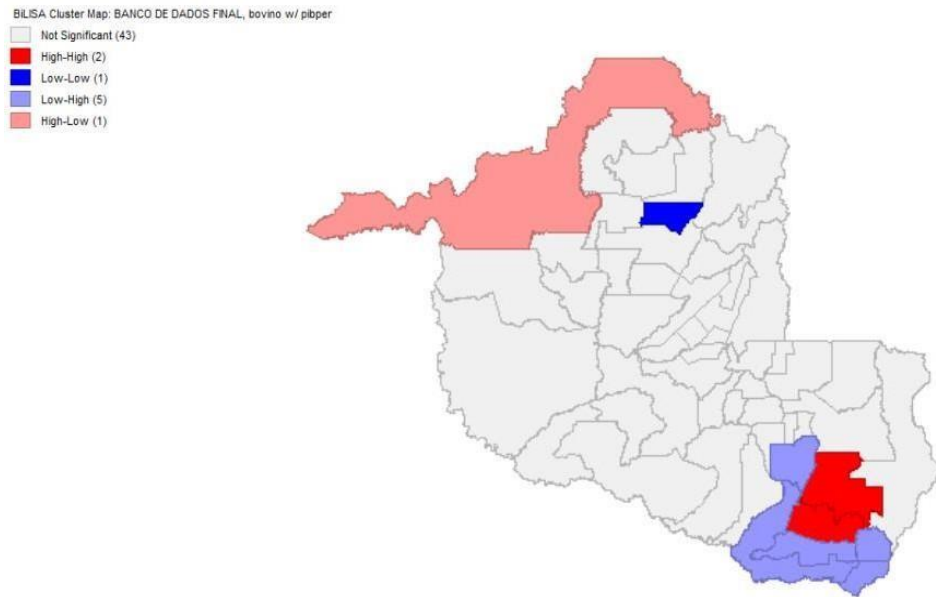 BiLISA Cluster Map: BANCO DE DADOS FINAL, bovino w/ pibper
Not Significant (43)
High-High (2)
Low-Low (1)
Low-High (5)
High-Low (1)